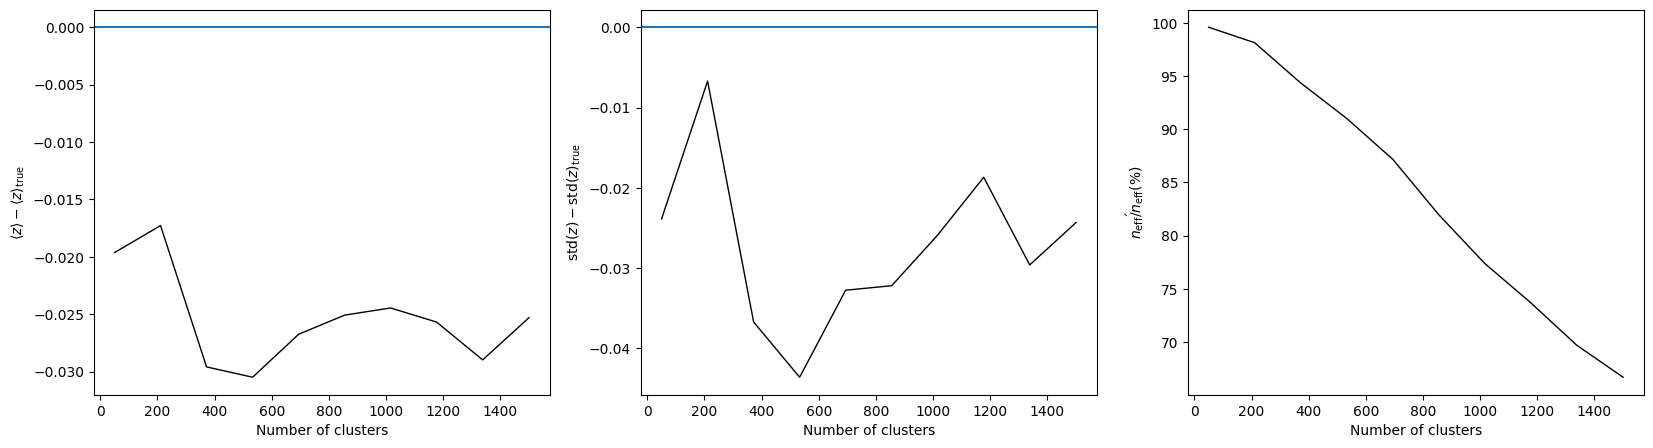 0.000
−0.005
−0.010
−0.015
−0.020
−0.025
−0.030
⟨z⟩ − ⟨z⟩true
0 200 400 600 800 1000 1200 1400
Number of clusters
0.00
−0.01
−0.02
−0.03
−0.04
std(z) − std(z)true
0 200 400 600 800 1000 1200 1400
Number of clusters
100
95
90
85
80
75
70
n′eff/neff(%)
0 200 400 600 800 1000 1200 1400
Number of clusters